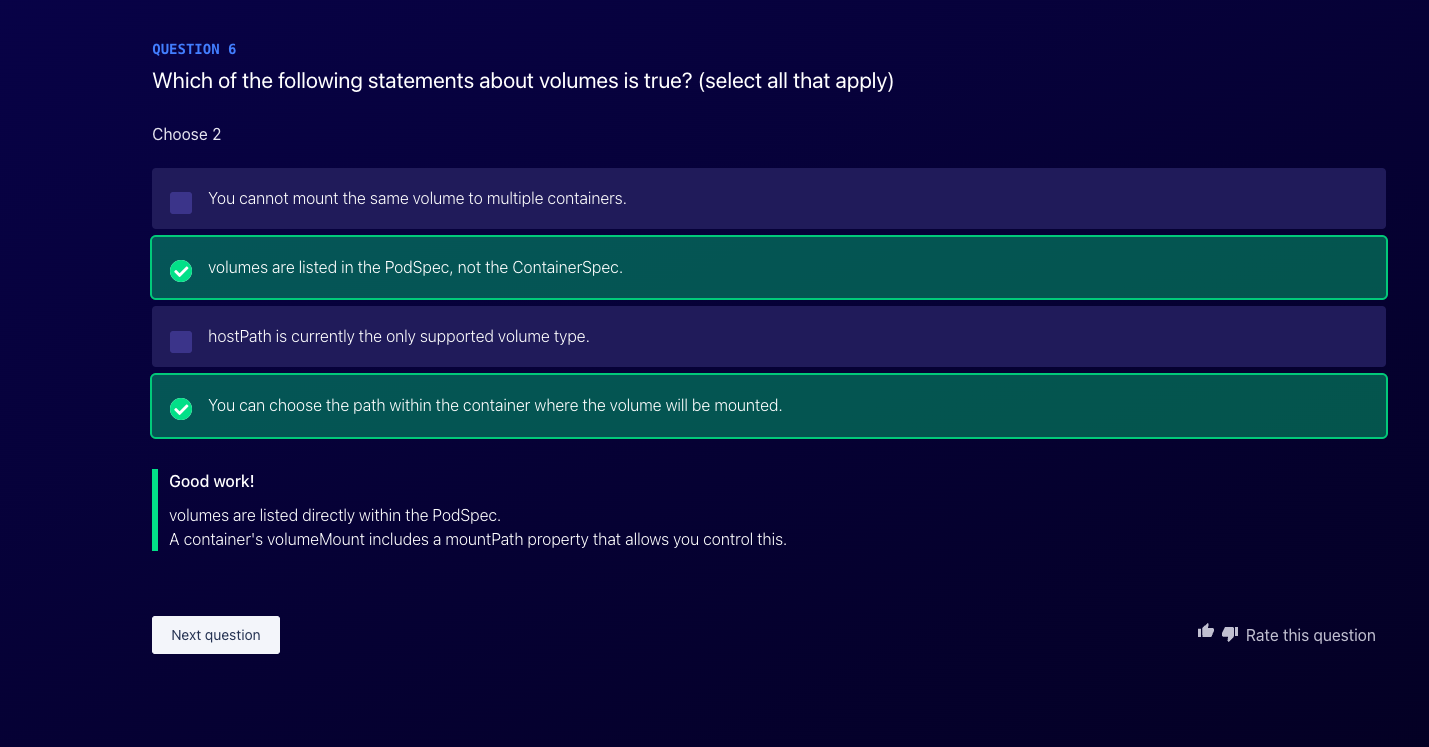 QUESTION 6
Which of the following statements about volumes is true? (select all that apply)
Choose 2
You cannot mount the same volume to multiple containers.
volumes are listed in the PodSpec, not the ContainerSpec.
hostPath is currently the only supported volume type.
You can choose the path within the container where the volume will be mounted.
Good work!
volumes are listed directly within the PodSpec.
A container's volumeMount includes a mountPath property that allows you control this.
Next question
Rate this question